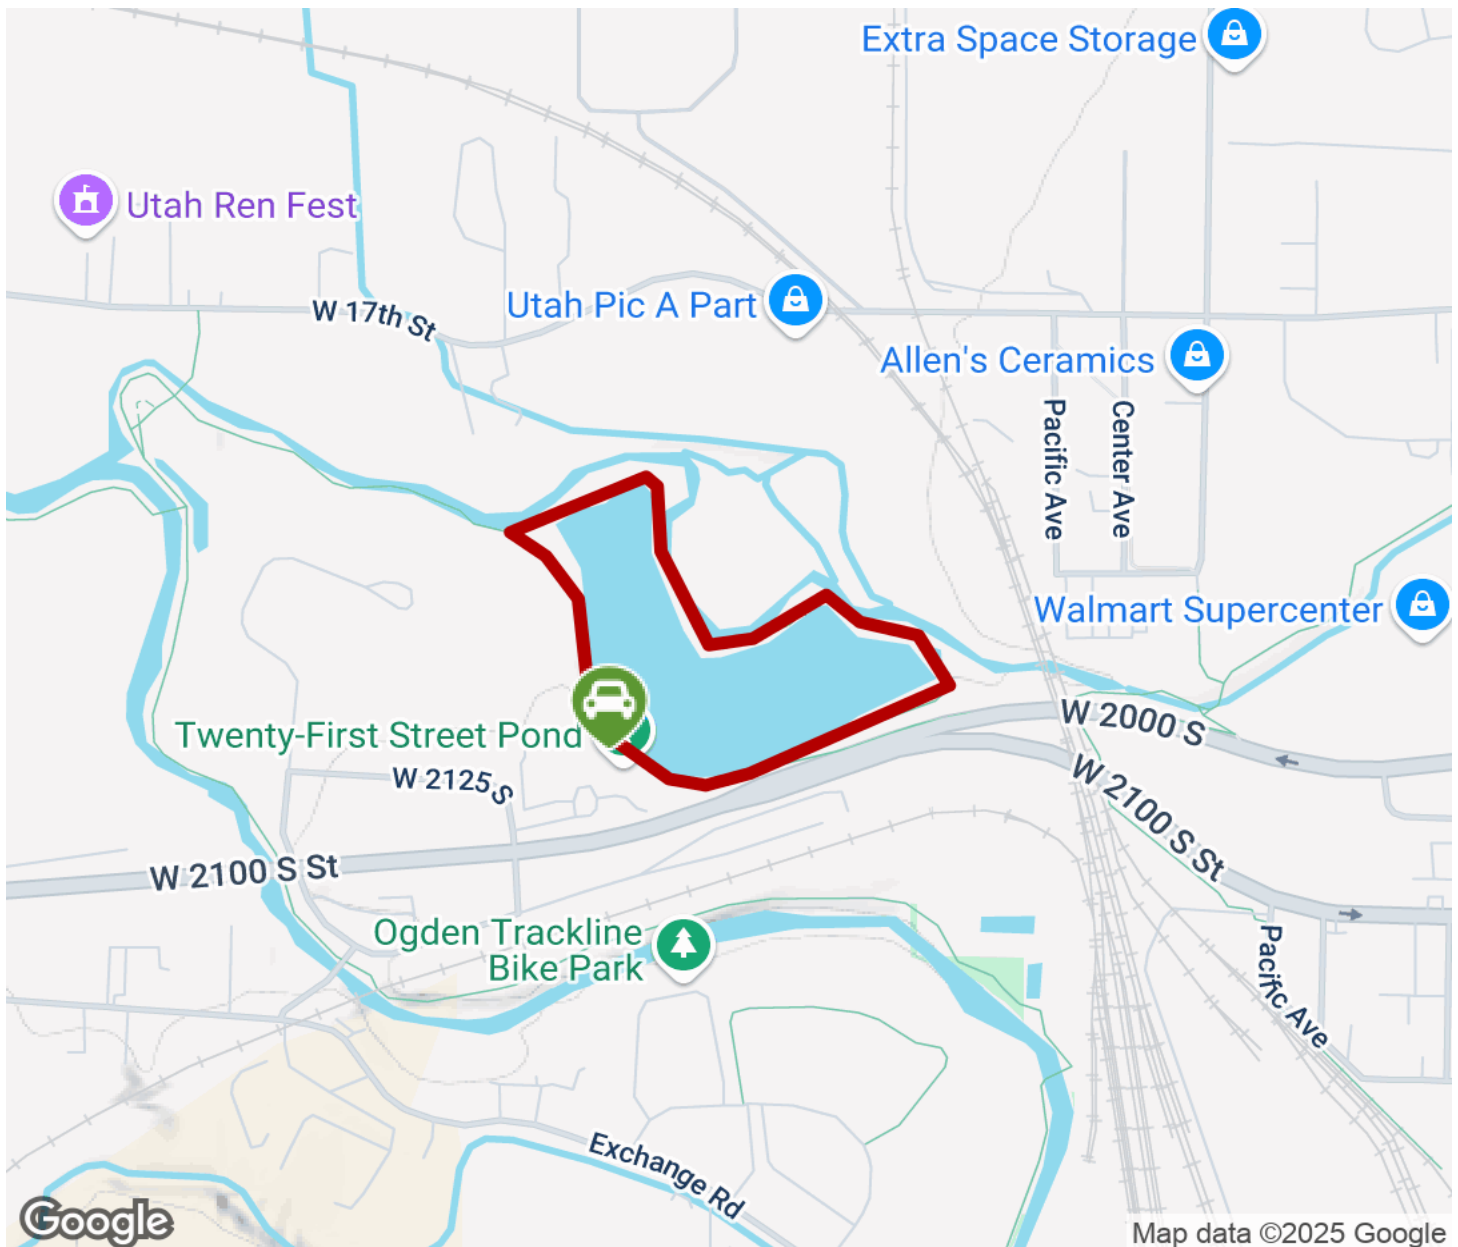 Extra Space Storage
Utah Ren Fest
W 17th St
Utah Pic A Part
Allen's Ceramics
Pacific Ave
Center Ave
Walmart Supercenter
Twenty-First Street Pond
W 2000 S
W 2125 S
W 2100 S St
W 2100 S St
Ogden Trackline
Bike Park
Pacific Ave
Exchange Rd
Google
Map data ©2025 Google